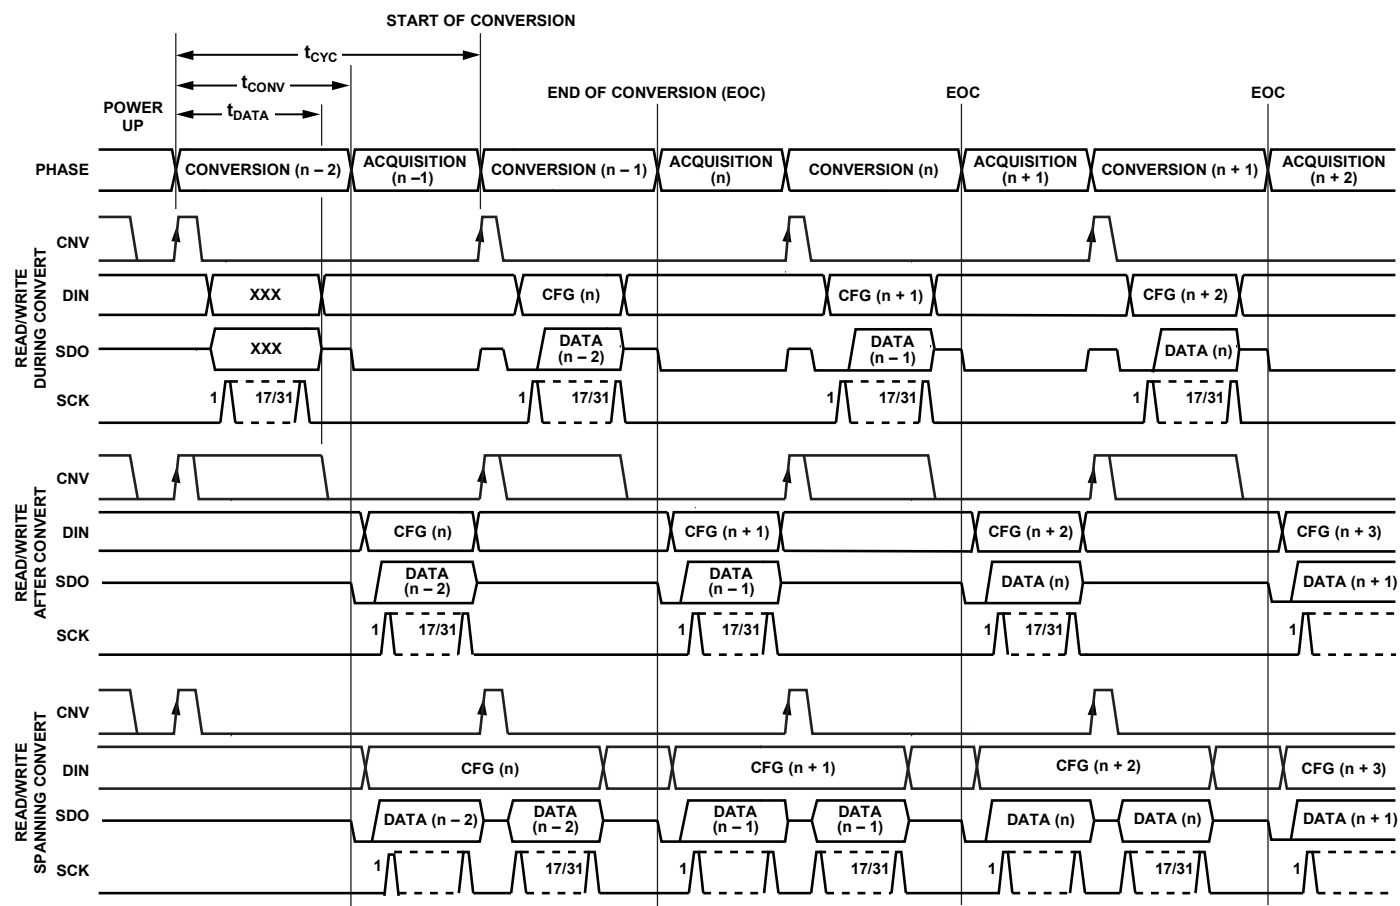 START OF CONVERSION
tCYC
tCONV
END OF CONVERSION (EOC)
EOC
EOC
POWER
UP
tDATA
PHASE
CONVERSION (n – 2)
ACQUISITION
(n –1)
CONVERSION (n – 1)
ACQUISITION
(n)
CONVERSION (n)
ACQUISITION
(n + 1)
CONVERSION (n + 1)
ACQUISITION
(n + 2)
READ/WRITE
DURING CONVERT
CNV
DIN
XXX
CFG (n)
CFG (n + 1)
CFG (n + 2)
SDO
XXX
DATA
(n – 2)
DATA
(n – 1)
DATA (n)
SCK
1
17/31
1
17/31
1
17/31
1
17/31
READ/WRITE
AFTER CONVERT
CNV
DIN
CFG (n)
CFG (n + 1)
CFG (n + 2)
CFG (n + 3)
SDO
DATA
(n – 2)
DATA
(n – 1)
DATA (n)
DATA (n + 1)
SCK
1
17/31
1
17/31
1
17/31
1
READ/WRITE
SPANNING CONVERT
CNV
DIN
CFG (n)
CFG (n + 1)
CFG (n + 2)
CFG (n + 3)
SDO
DATA (n – 2)
DATA
(n – 2)
DATA
(n – 1)
DATA
(n – 1)
DATA (n)
DATA (n)
DATA (n + 1)
SCK
1
17/31
1
17/31
1
17/31
1